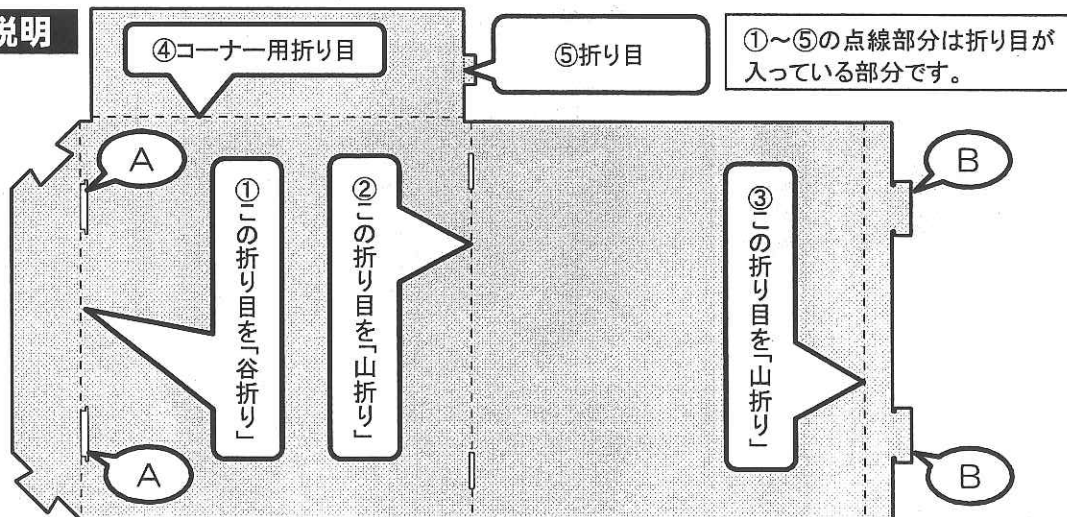 説明
④コーナー用折り目
⑤折り目
①～⑤の点線部分は折り目が
入っている部分です。
A
B
①この折り目を「谷折り」
②この折り目を「山折り」
③この折り目を「山折り」
A
B